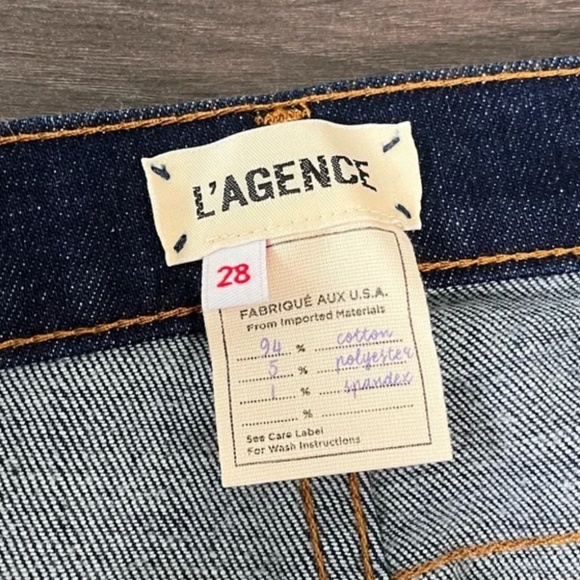 L'AGENCE
28
FABRIQUÉ AUX U.S.A.
From Imported Materials
94 % cotton
5 % polyester
1 % spandex
%
See Care Label
For Wash Instructions